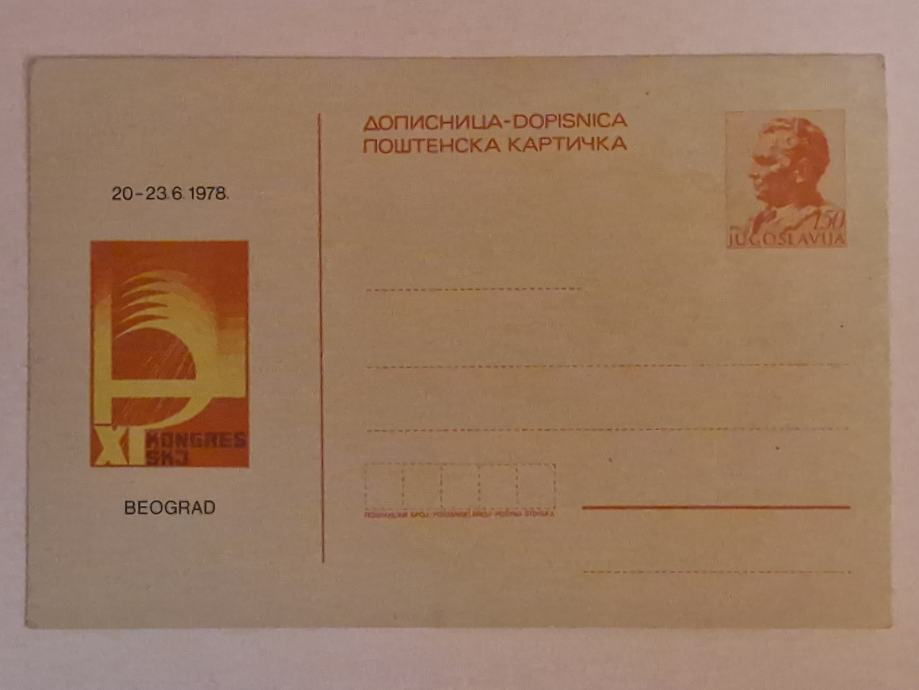 20-23.6.1978.
XI KONGRES
SKJ
BEOGRAD
ДОПИСНИЦА-DOPISNICA
ПОШТЕНСКА КАРТИЧКА
1.50
JUGOSLAVIJA